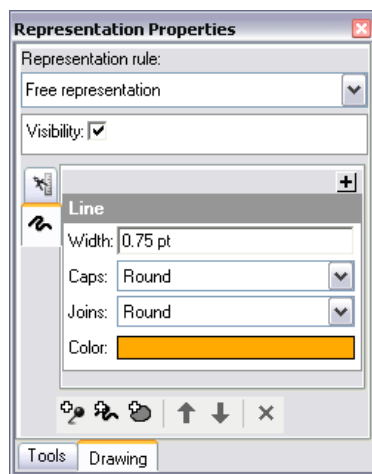 Representation Properties
Representation rule:
Free representation
Visibility:
Line
Width: 0.75 pt
Caps: Round
Joins: Round
Color:
Tools Drawing